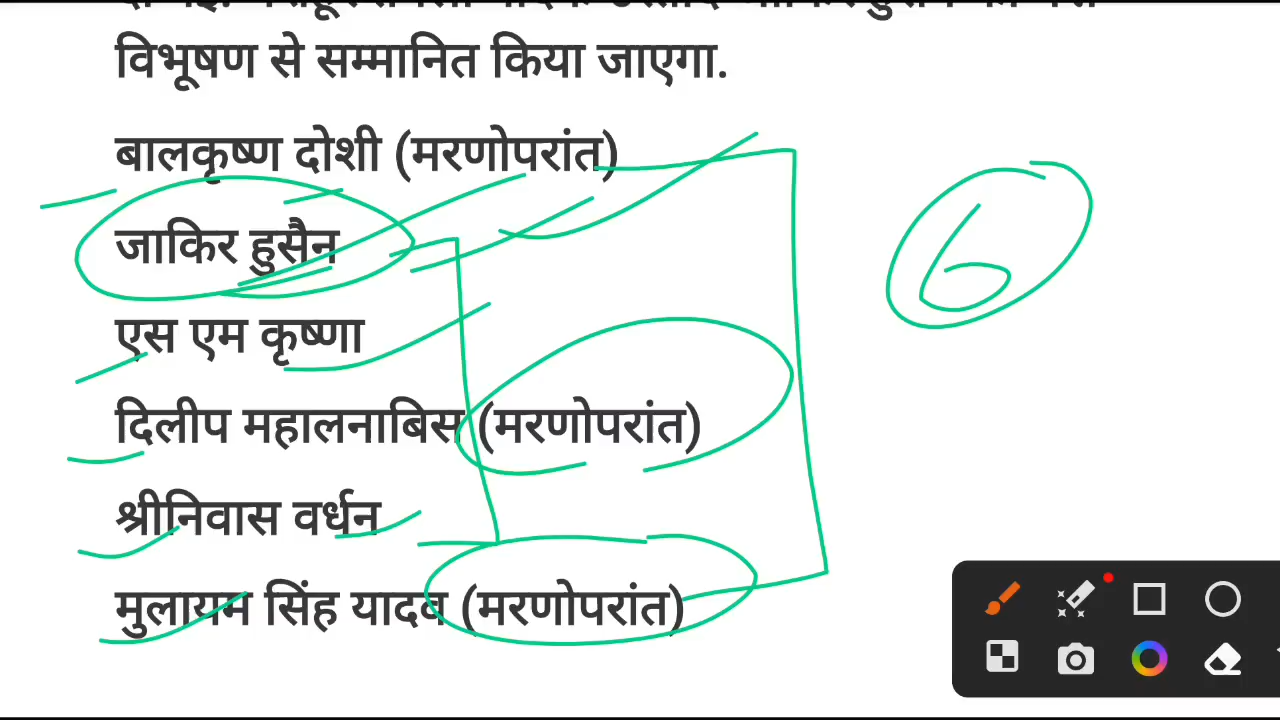 विभूषण से सम्मानित किया जाएगा.
बालकृष्ण दोशी (मरणोपरांत)
जाकिर हुसैन
एस एम कृष्णा
दिलीप महालनाबिस (मरणोपरांत)
श्रीनिवास वर्धन
मुलायम सिंह यादव (मरणोपरांत)
6